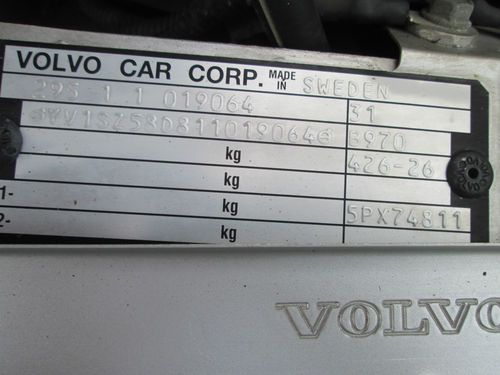 VOLVO CAR CORP. MADE IN SWEDEN
295 1 1 019064 31
YV1SZ58D811019064 8970
kg 426-26
1- kg
2- kg 5PX74811
VOLVO